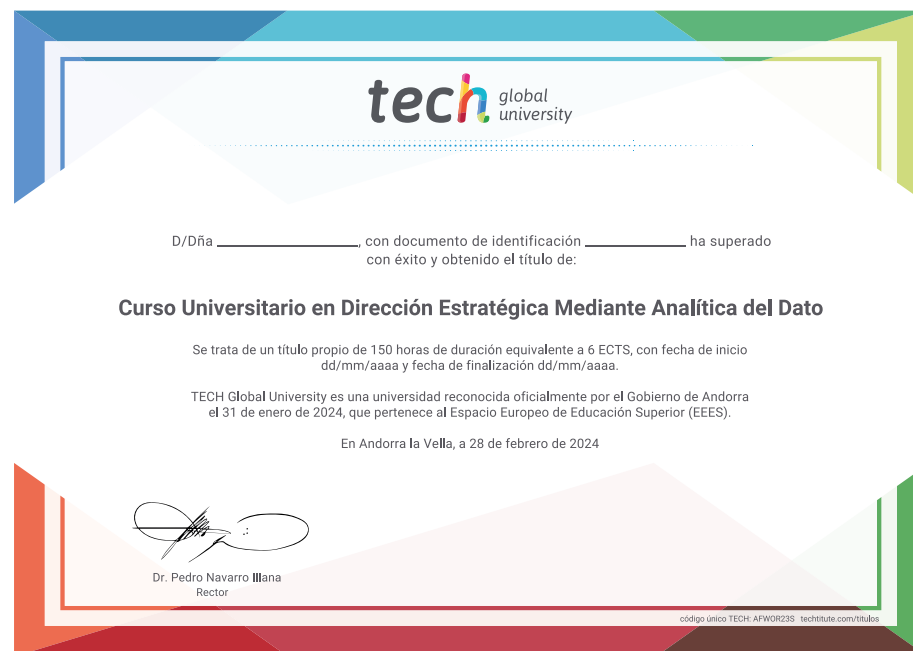 tech global university
D/Dña ______________, con documento de identificación __________ ha superado
con éxito y obtenido el título de:
Curso Universitario en Dirección Estratégica Mediante Analítica del Dato
Se trata de un título propio de 150 horas de duración equivalente a 6 ECTS, con fecha de inicio
dd/mm/aaaa y fecha de finalización dd/mm/aaaa.
TECH Global University es una universidad reconocida oficialmente por el Gobierno de Andorra
el 31 de enero de 2024, que pertenece al Espacio Europeo de Educación Superior (EEES).
En Andorra la Vella, a 28 de febrero de 2024
Dr. Pedro Navarro Illana
Rector
código único TECH: AFWOR23S techtitute.com/titulos